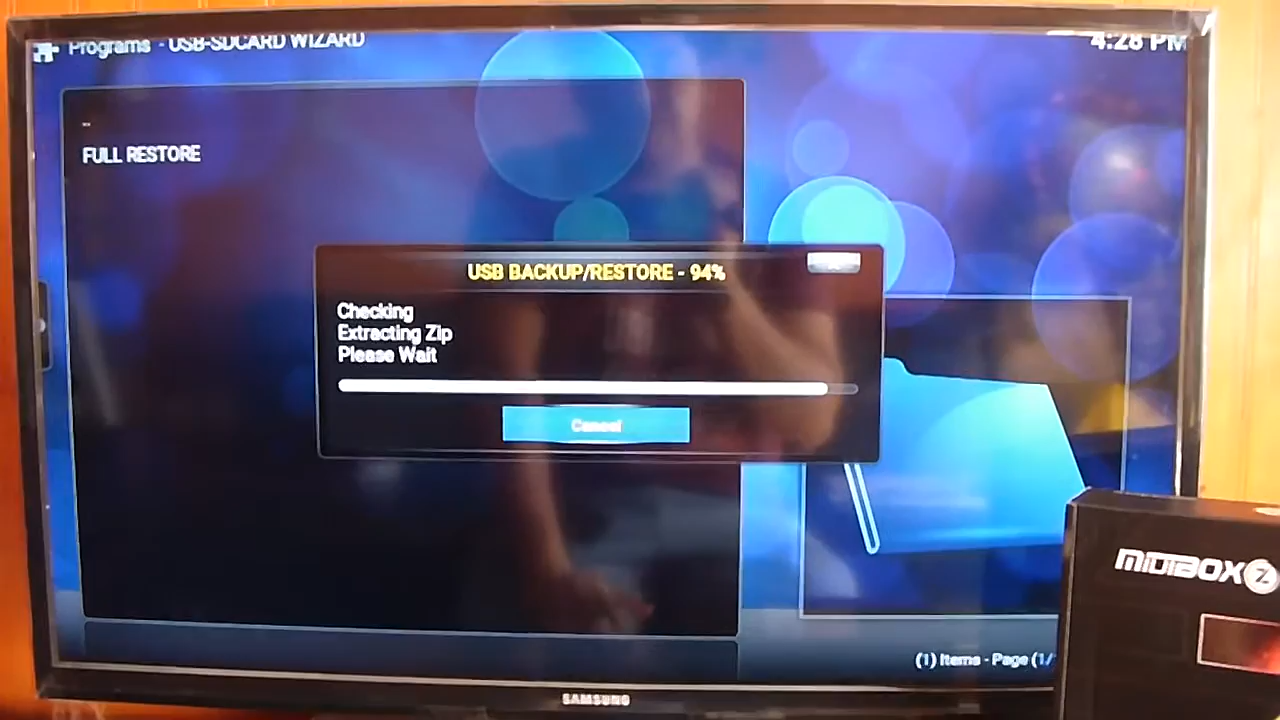 Programs - USB-SDCARD WIZARD
4:28 PM
..
FULL RESTORE
USB BACKUP/RESTORE - 94%
Checking
Extracting Zip
Please Wait
Cancel
(1) Items - Page (1/
MIDIBOX Z
SAMSUNG